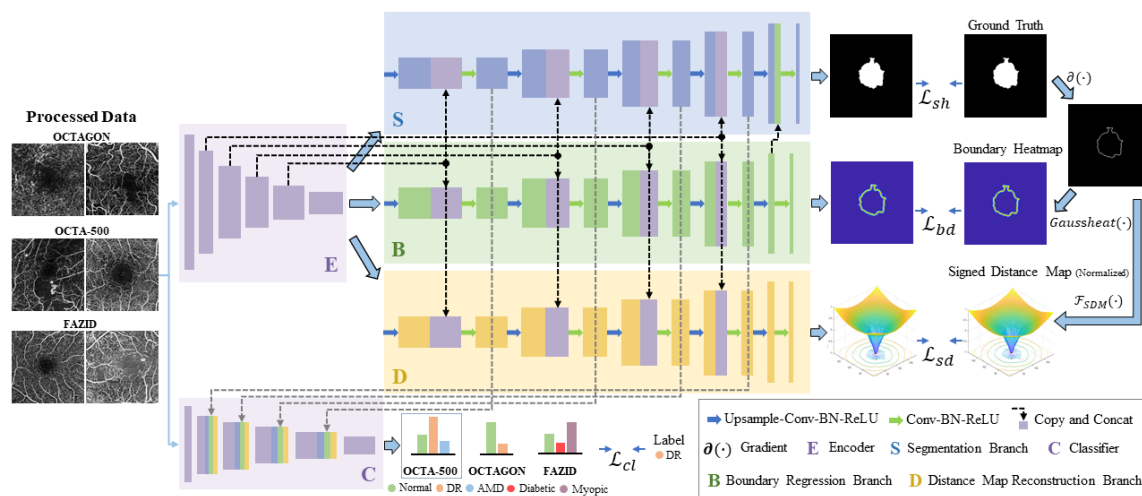 Processed Data
OCTAGON
OCTA-500
FAZID
E
S
B
D
C
Ground Truth
ℒsh
∂(·)
Boundary Heatmap
ℒbd
Gaussheat(·)
Signed Distance Map (Normalized)
ℱSDM(·)
ℒsd
OCTA-500 OCTAGON FAZID
ℒcl
Label
DR
Normal DR AMD Diabetic Myopic
Upsample-Conv-BN-ReLU Conv-BN-ReLU Copy and Concat
∂(·) Gradient E Encoder S Segmentation Branch C Classifier
B Boundary Regression Branch D Distance Map Reconstruction Branch